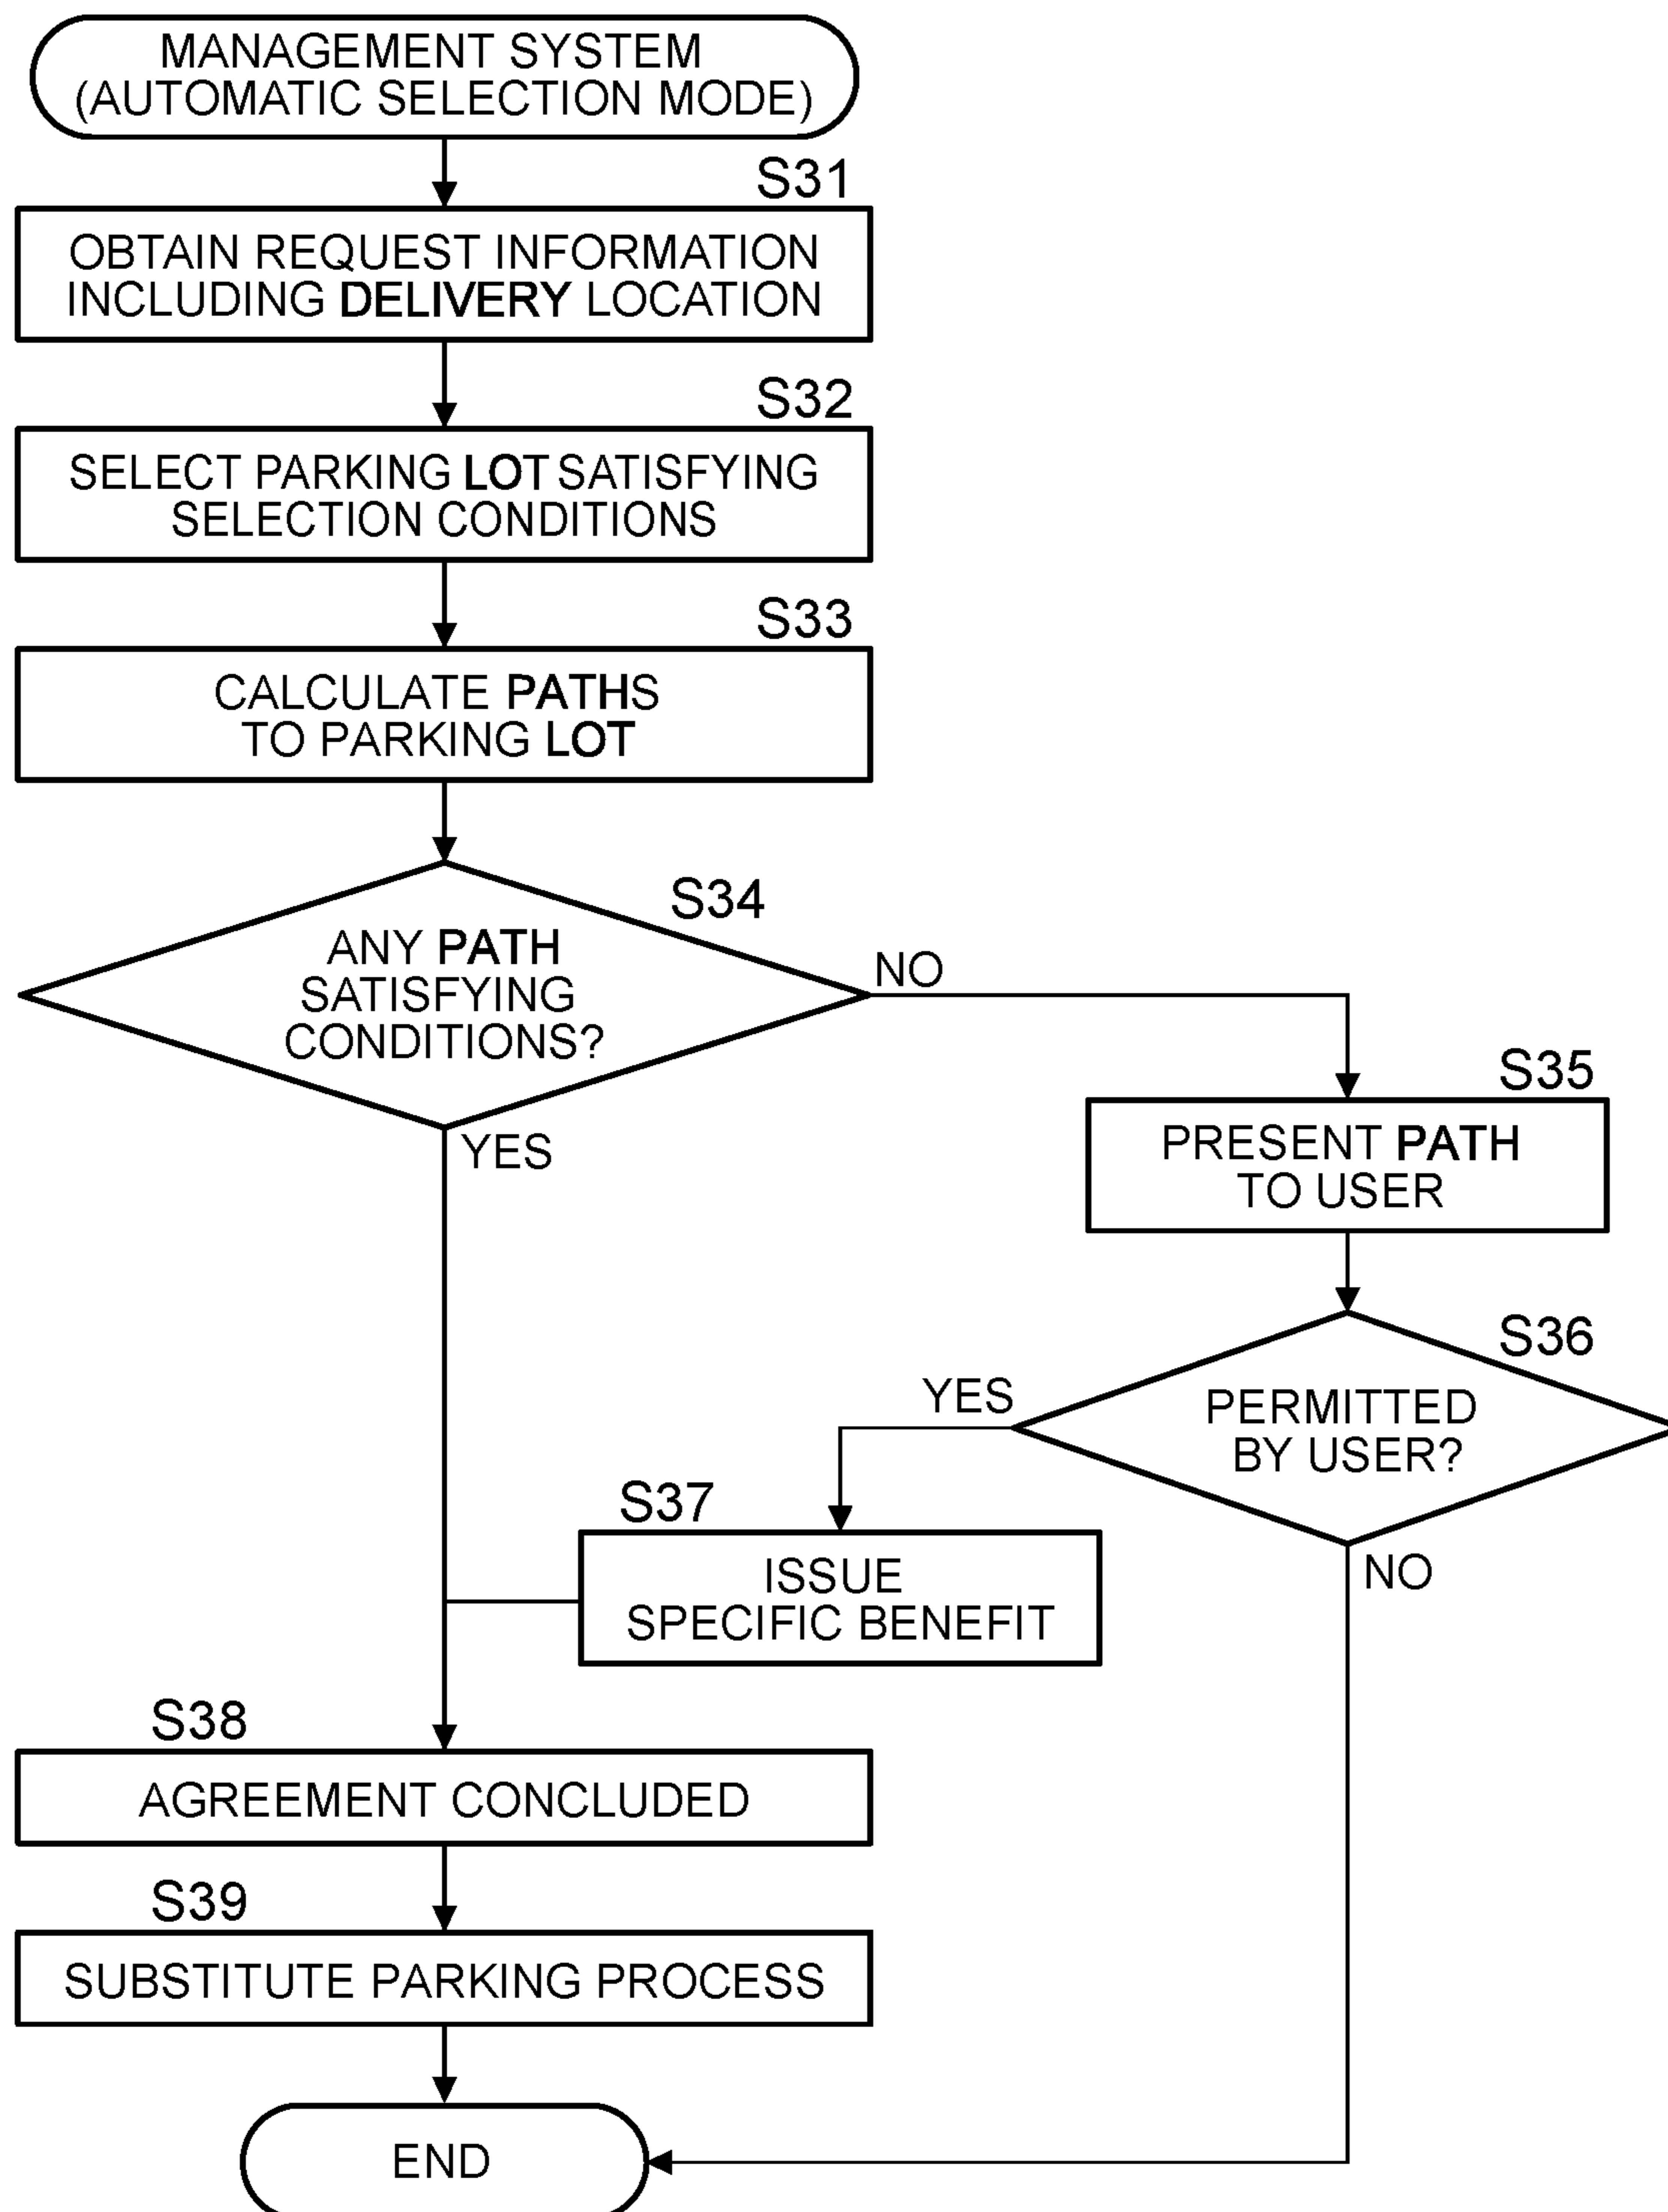 MANAGEMENT SYSTEM
(AUTOMATIC SELECTION MODE)
S31
OBTAIN REQUEST INFORMATION
INCLUDING DELIVERY LOCATION
S32
SELECT PARKING LOT SATISFYING
SELECTION CONDITIONS
S33
CALCULATE PATHS
TO PARKING LOT
S34
ANY PATH
SATISFYING
CONDITIONS?
NO
YES
S35
PRESENT PATH
TO USER
S36
PERMITTED
BY USER?
YES
NO
S37
ISSUE
SPECIFIC BENEFIT
S38
AGREEMENT CONCLUDED
S39
SUBSTITUTE PARKING PROCESS
END